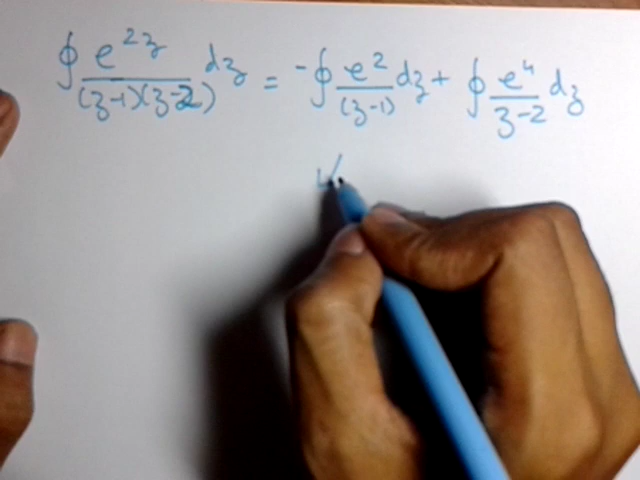 ∮ e^{2z}/((z-1)(z-2)) dz = -∮ e^2/(z-1) dz + ∮ e^4/(z-2) dz